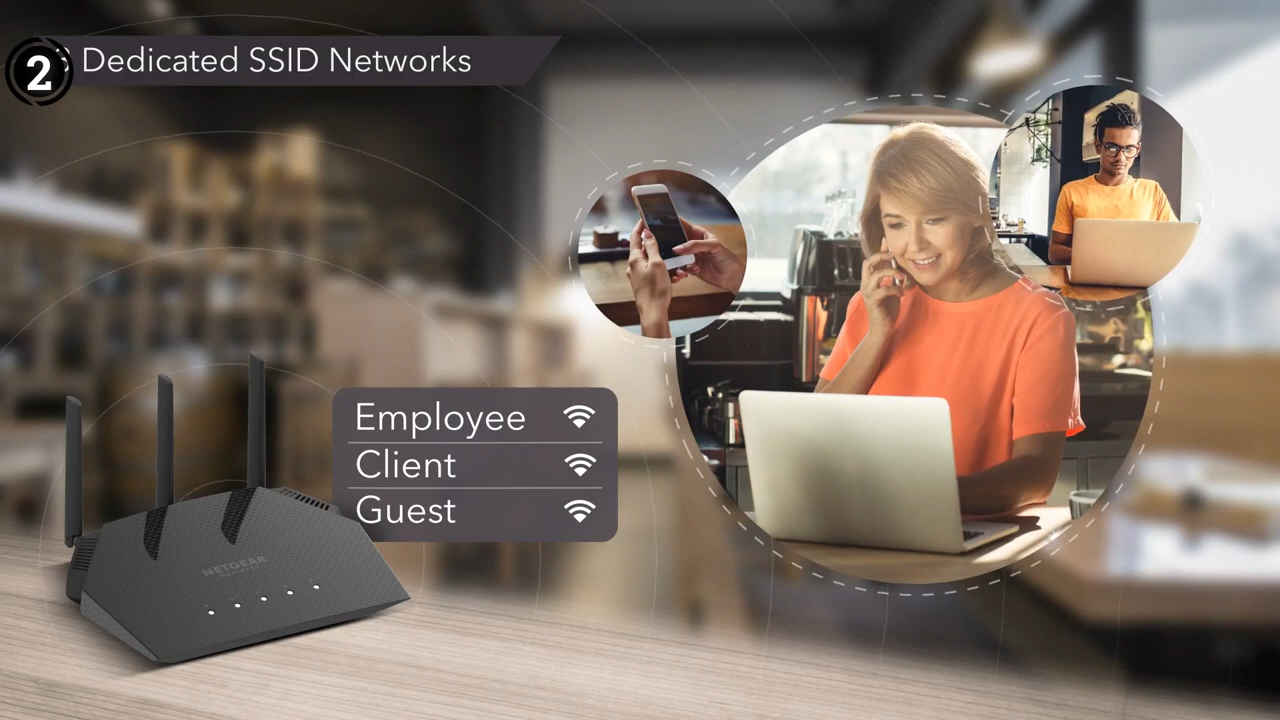 2
Dedicated SSID Networks
Employee
Client
Guest
NETGEAR